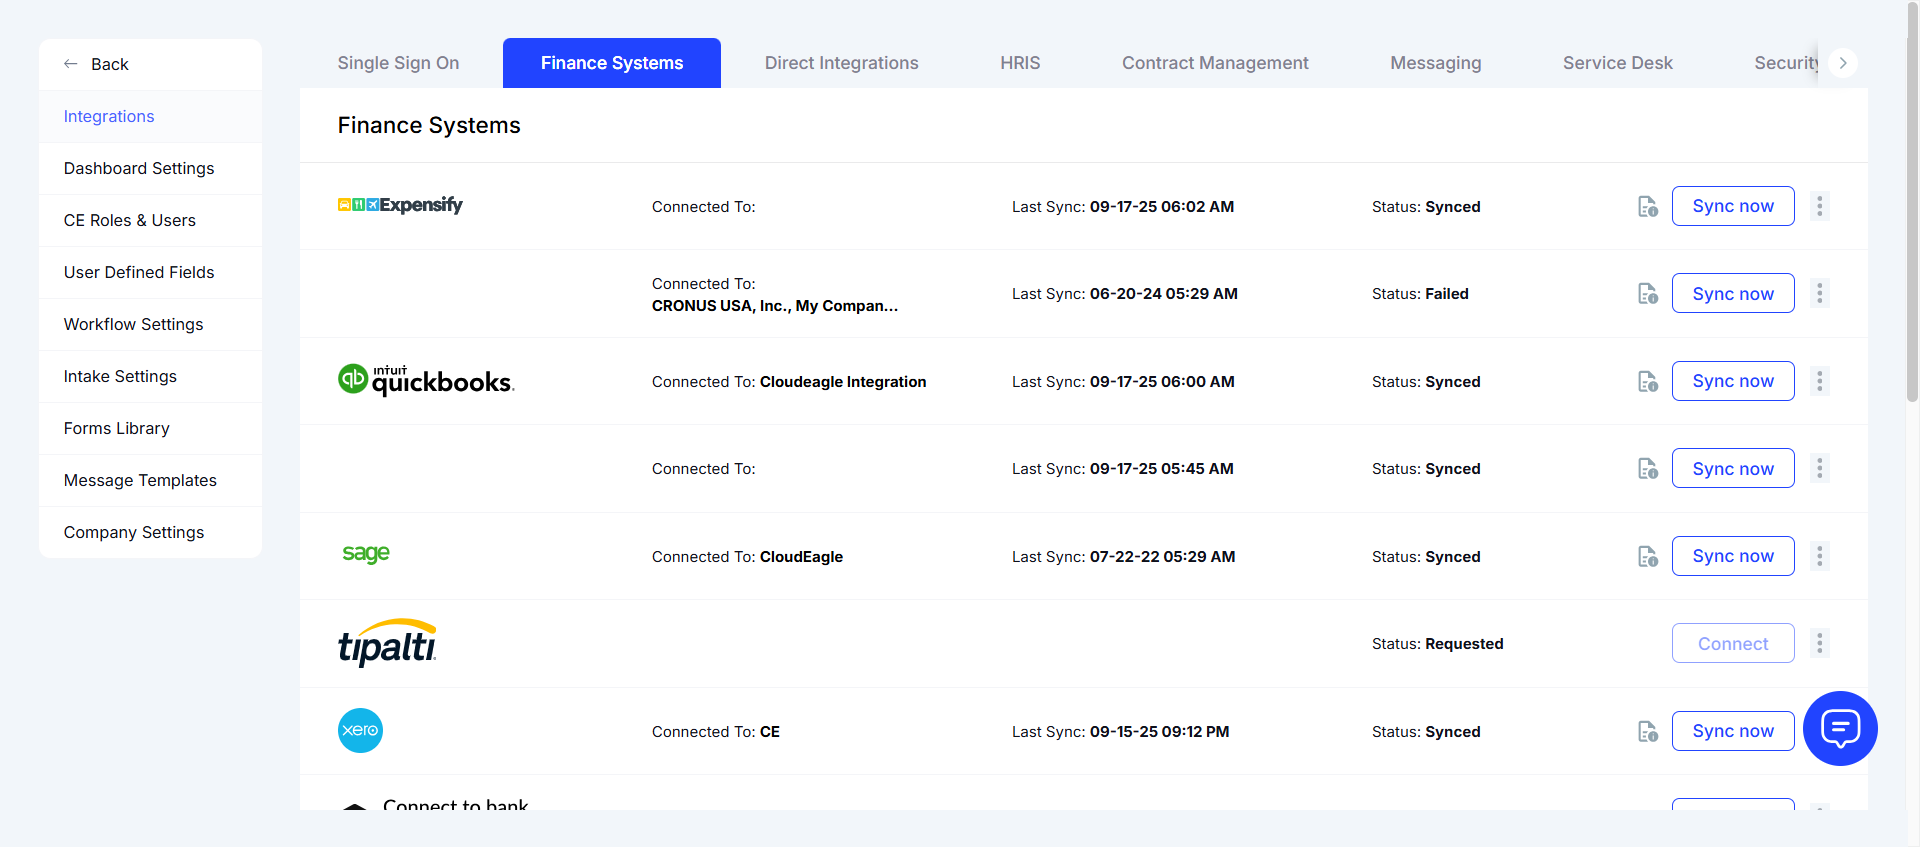 Back
Integrations
Dashboard Settings
CE Roles & Users
User Defined Fields
Workflow Settings
Intake Settings
Forms Library
Message Templates
Company Settings
Single Sign On Finance Systems Direct Integrations HRIS Contract Management Messaging Service Desk Security
Finance Systems
Expensify Connected To: Last Sync: 09-17-25 06:02 AM Status: Synced Sync now
Connected To:
CRONUS USA, Inc., My Compan... Last Sync: 06-20-24 05:29 AM Status: Failed Sync now
intuit
qb quickbooks. Connected To: Cloudeagle Integration Last Sync: 09-17-25 06:00 AM Status: Synced Sync now
Connected To: Last Sync: 09-17-25 05:45 AM Status: Synced Sync now
sage Connected To: CloudEagle Last Sync: 07-22-22 05:29 AM Status: Synced Sync now
tipalti Status: Requested Connect
xero Connected To: CE Last Sync: 09-15-25 09:12 PM Status: Synced Sync now
Connect to bank